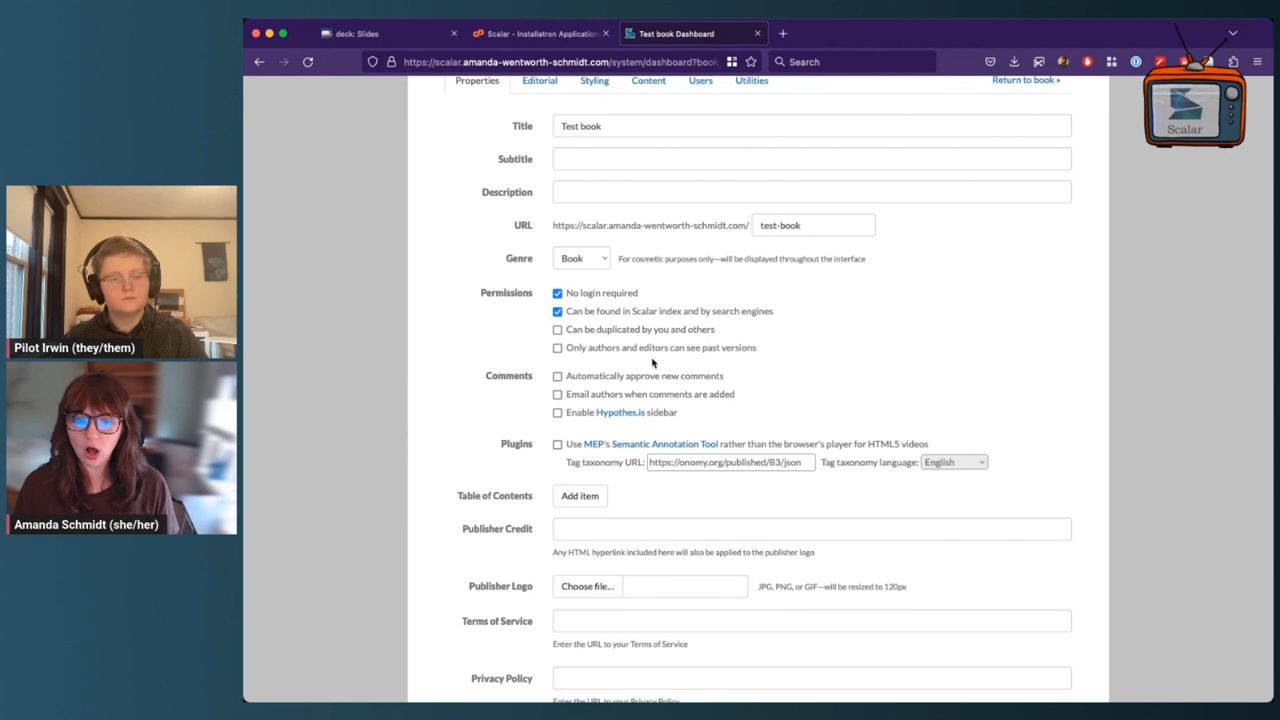 deck: Slides
Scalar - Installatron Application
Test book Dashboard
https://scalar.amanda-wentworth-schmidt.com/system/dashboard?book
Search
Properties
Editorial
Styling
Content
Users
Utilities
Return to book »
Scalar
Title
Test book
Subtitle
Description
URL
https://scalar.amanda-wentworth-schmidt.com/
test-book
Genre
Book
For cosmetic purposes only—will be displayed throughout the interface
Permissions
No login required
Can be found in Scalar index and by search engines
Can be duplicated by you and others
Only authors and editors can see past versions
Comments
Automatically approve new comments
Email authors when comments are added
Enable Hypothes.is sidebar
Plugins
Use MEP's Semantic Annotation Tool rather than the browser's player for HTML5 videos
Tag taxonomy URL: https://onomy.org/published/83/json Tag taxonomy language: English
Table of Contents
Add item
Publisher Credit
Any HTML hyperlink included here will also be applied to the publisher logo
Publisher Logo
Choose file...
JPG, PNG, or GIF—will be resized to 120px
Terms of Service
Enter the URL to your Terms of Service
Privacy Policy
Enter the URL to your Privacy Policy
Pilot Irwin (they/them)
Amanda Schmidt (she/her)